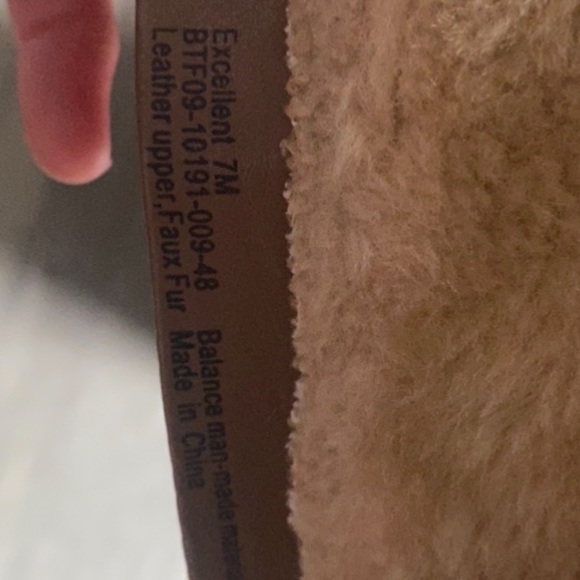 Excellent 7M
BTF09-10191-009-48 Balance man-made
Leather upper,Faux Fur Made in China